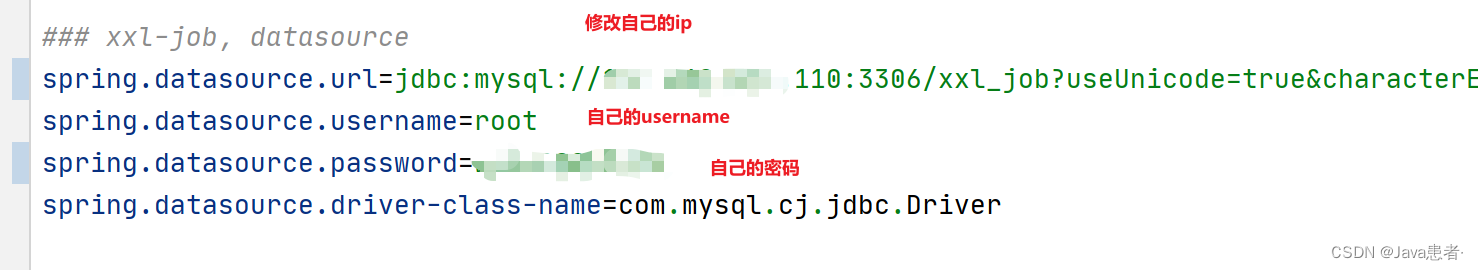 ### xxl-job, datasource
修改自己的ip
spring.datasource.url=jdbc:mysql:// 110:3306/xxl_job?useUnicode=true&characterE
spring.datasource.username=root
自己的username
spring.datasource.password=
自己的密码
spring.datasource.driver-class-name=com.mysql.cj.jdbc.Driver
CSDN @Java患者·